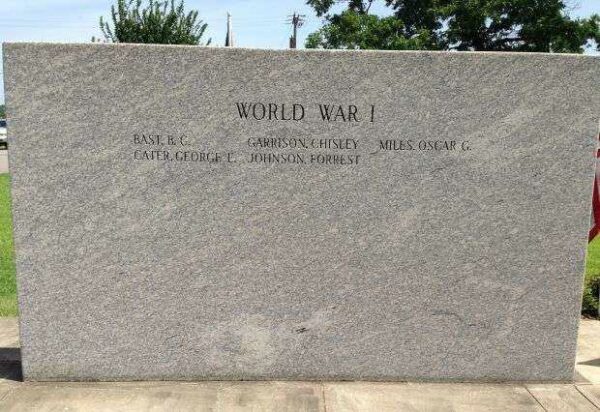 WORLD WAR I
BAST, B. C. GARRISON, CHISLEY MILES, OSCAR G.
CATER, GEORGE E. JOHNSON, FORREST